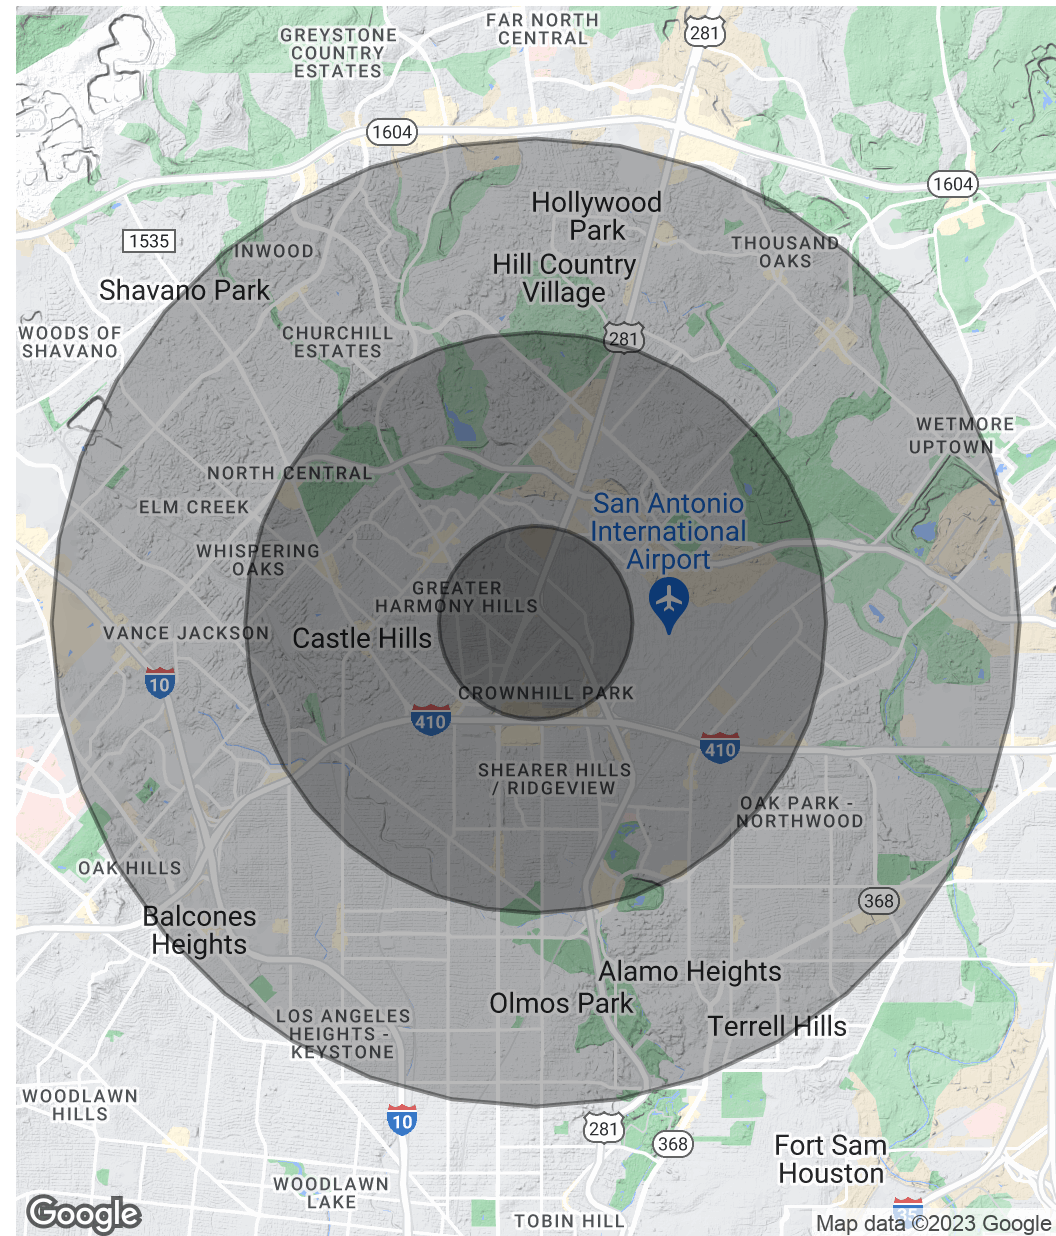 FAR NORTH
CENTRAL
281
GREYSTONE
COUNTRY
ESTATES
1604
1604
Hollywood
Park
1535
INWOOD
THOUSAND
OAKS
Hill Country
Village
Shavano Park
WOODS OF
SHAVANO
CHURCHILL
ESTATES
281
WETMORE
UPTOWN
NORTH CENTRAL
ELM CREEK
San Antonio
International
Airport
WHISPERING
OAKS
GREATER
HARMONY HILLS
VANCE JACKSON
Castle Hills
10
CROWNHILL PARK
410
410
SHEARER HILLS
/ RIDGEVIEW
OAK PARK -
NORTHWOOD
OAK HILLS
368
Balcones
Heights
Alamo Heights
Olmos Park
LOS ANGELES
HEIGHTS -
KEYSTONE
Terrell Hills
WOODLAWN
HILLS
10
281
368
Fort Sam
Houston
WOODLAWN
LAKE
35
Google
TOBIN HILL
Map data ©2023 Google